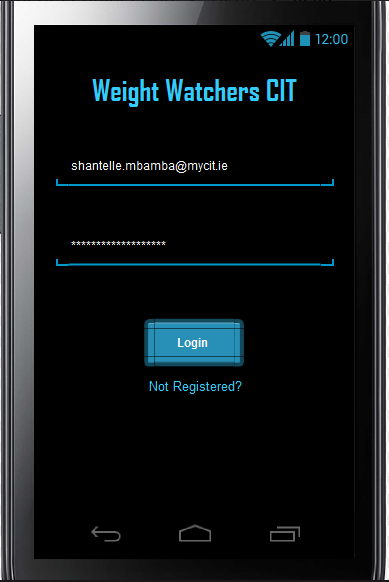 12:00
Weight Watchers CIT
shantelle.mbamba@mycit.ie
*******************
Login
Not Registered?